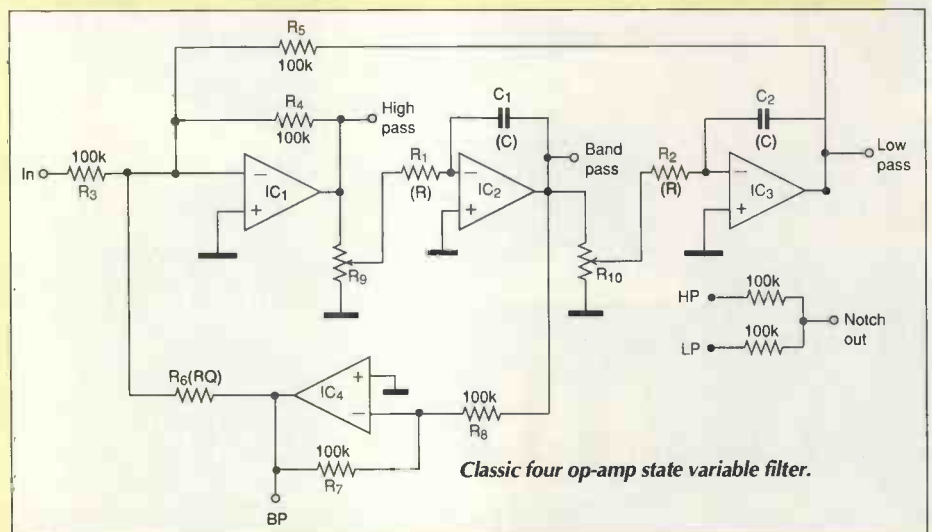 R5
100k
R4
100k
High pass
C1
(C)
C2
(C)
100k
In
R3
IC1
R1
(R)
IC2
Band pass
R2
(R)
IC3
Low pass
R9
R10
HP
100k
LP
100k
Notch out
R6(RQ)
IC4
100k
R8
100k
R7
BP
Classic four op-amp state variable filter.